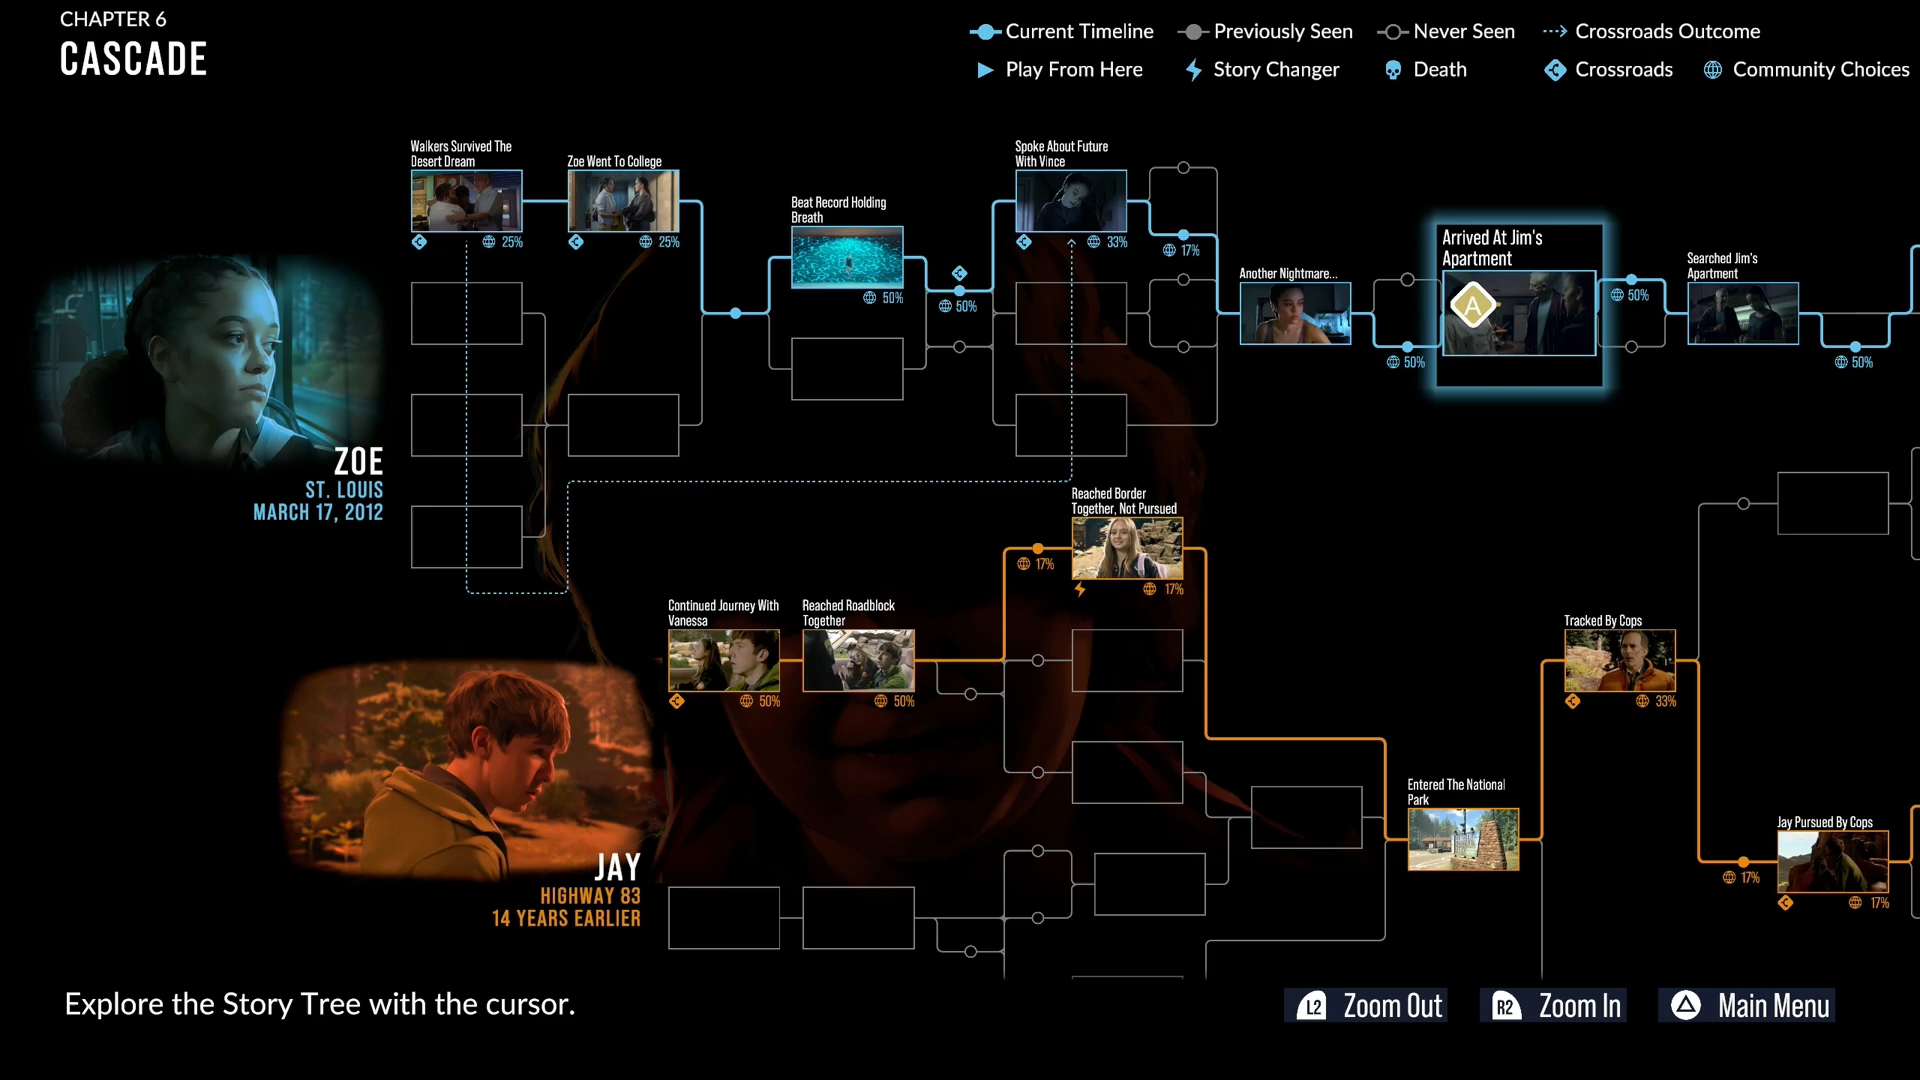 CHAPTER 6
CASCADE
Current Timeline
Previously Seen
Never Seen
Crossroads Outcome
Play From Here
Story Changer
Death
Crossroads
Community Choices
Walkers Survived The
Desert Dream
25%
Zoe Went To College
25%
Beat Record Holding
Breath
50%
50%
Spoke About Future
With Vince
33%
17%
Another Nightmare...
50%
Arrived At Jim's
Apartment
A
50%
Searched Jim's
Apartment
50%
ZOE
ST. LOUIS
MARCH 17, 2012
Continued Journey With
Vanessa
50%
Reached Roadblock
Together
50%
17%
Reached Border
Together, Not Pursued
17%
Entered The National
Park
Tracked By Cops
33%
17%
Jay Pursued By Cops
17%
JAY
HIGHWAY 83
14 YEARS EARLIER
Explore the Story Tree with the cursor.
L2 Zoom Out
R2 Zoom In
Main Menu